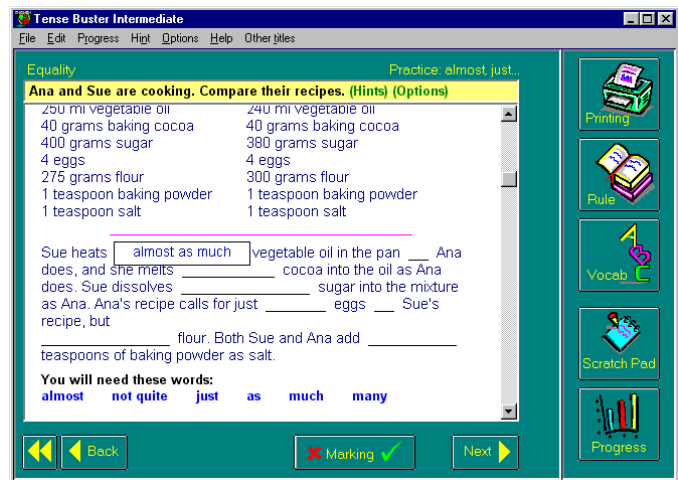 Tense Buster Intermediate
File Edit Progress Hint Options Help Other titles
Equality Practice: almost, just...
Ana and Sue are cooking. Compare their recipes. (Hints) (Options)
250 ml vegetable oil 240 ml vegetable oil
40 grams baking cocoa 40 grams baking cocoa
400 grams sugar 380 grams sugar
4 eggs 4 eggs
275 grams flour 300 grams flour
1 teaspoon baking powder 1 teaspoon baking powder
1 teaspoon salt 1 teaspoon salt
Sue heats almost as much vegetable oil in the pan __ Ana
does, and she melts ____________ cocoa into the oil as Ana
does. Sue dissolves _________________ sugar into the mixture
as Ana. Ana's recipe calls for just _______ eggs ___ Sue's
recipe, but
_________________ flour. Both Sue and Ana add ____________
teaspoons of baking powder as salt.
You will need these words:
almost not quite just as much many
Back
Marking
Next
Printing
Rule
A
B
C
Vocab
Scratch Pad
Progress